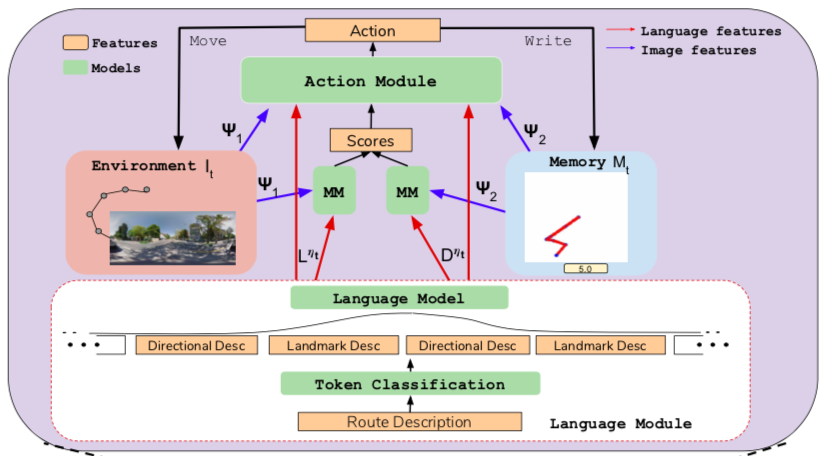 Action
Features
Models
Move
Write
Language features
Image features
Action Module
Ψ1
Ψ2
Scores
Environment It
Memory Mt
Ψ1
MM
MM
Ψ2
Lηt
Dηt
5.0
Language Model
Directional Desc
Landmark Desc
Directional Desc
Landmark Desc
Token Classification
Route Description
Language Module